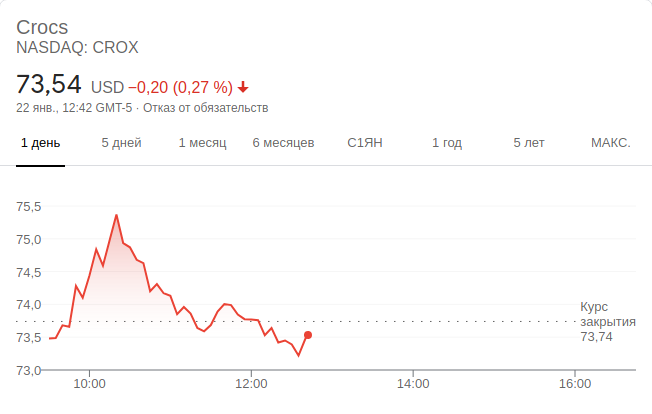 Crocs
NASDAQ: CROX
73,54 USD −0,20 (0,27 %)
22 янв., 12:42 GMT-5 · Отказ от обязательств
1 день 5 дней 1 месяц 6 месяцев С1ЯН 1 год 5 лет МАКС.
75,5
75,0
74,5
74,0
73,5
73,0
Курс
закрытия
73,74
10:00 12:00 14:00 16:00